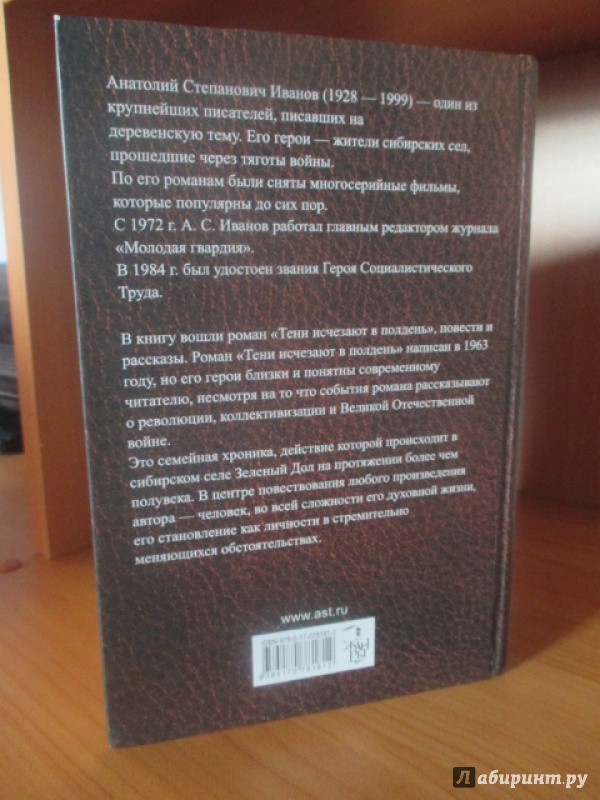 Анатолий Степанович Иванов (1928 — 1999) — один из
крупнейших писателей, писавших на
деревенскую тему. Его герои — жители сибирских сел,
прошедшие через тяготы войны.
По его романам были сняты многосерийные фильмы,
которые популярны до сих пор.
С 1972 г. А. С. Иванов работал главным редактором журнала
«Молодая гвардия».
В 1984 г. был удостоен звания Героя Социалистического
Труда.
В книгу вошли роман «Тени исчезают в полдень», повести и
рассказы. Роман «Тени исчезают в полдень» написан в 1963
году, но его герои близки и понятны современному
читателю, несмотря на то что события романа рассказывают
о революции, коллективизации и Великой Отечественной
войне.
Это семейная хроника, действие которой происходит в
сибирском селе Зеленый Дол на протяжении более чем
полувека. В центре повествования любого произведения
автора — человек, во всей сложности его духовной жизни,
его становление как личности в стремительно
меняющихся обстоятельствах.
www.ast.ru
ISBN
Лабиринт.ру